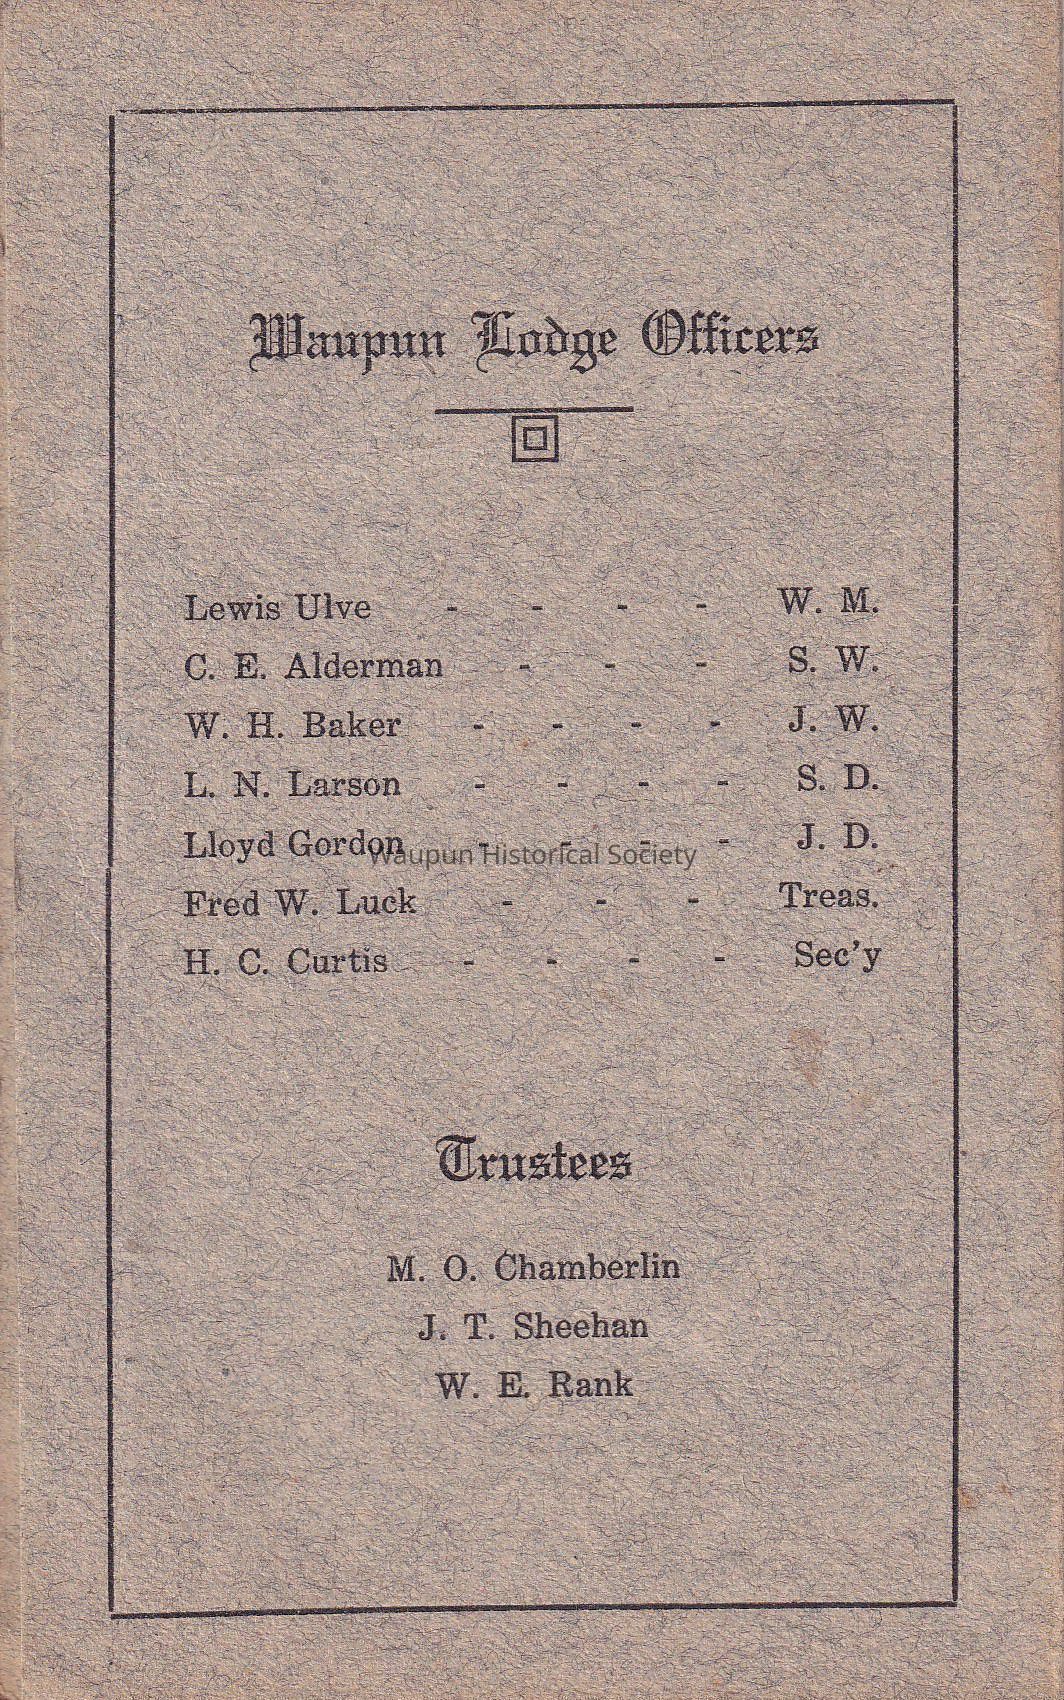 Waupun Lodge Officers
Lewis Ulve - - - - W. M.
C. E. Alderman - - - S. W.
W. H. Baker - - - - J. W.
L. N. Larson - - - - S. D.
Lloyd Gordon - - - - J. D.
Waupun Historical Society
Fred W. Luck - - - Treas.
H. C. Curtis - - - - Sec'y
Trustees
M. O. Chamberlin
J. T. Sheehan
W. E. Rank